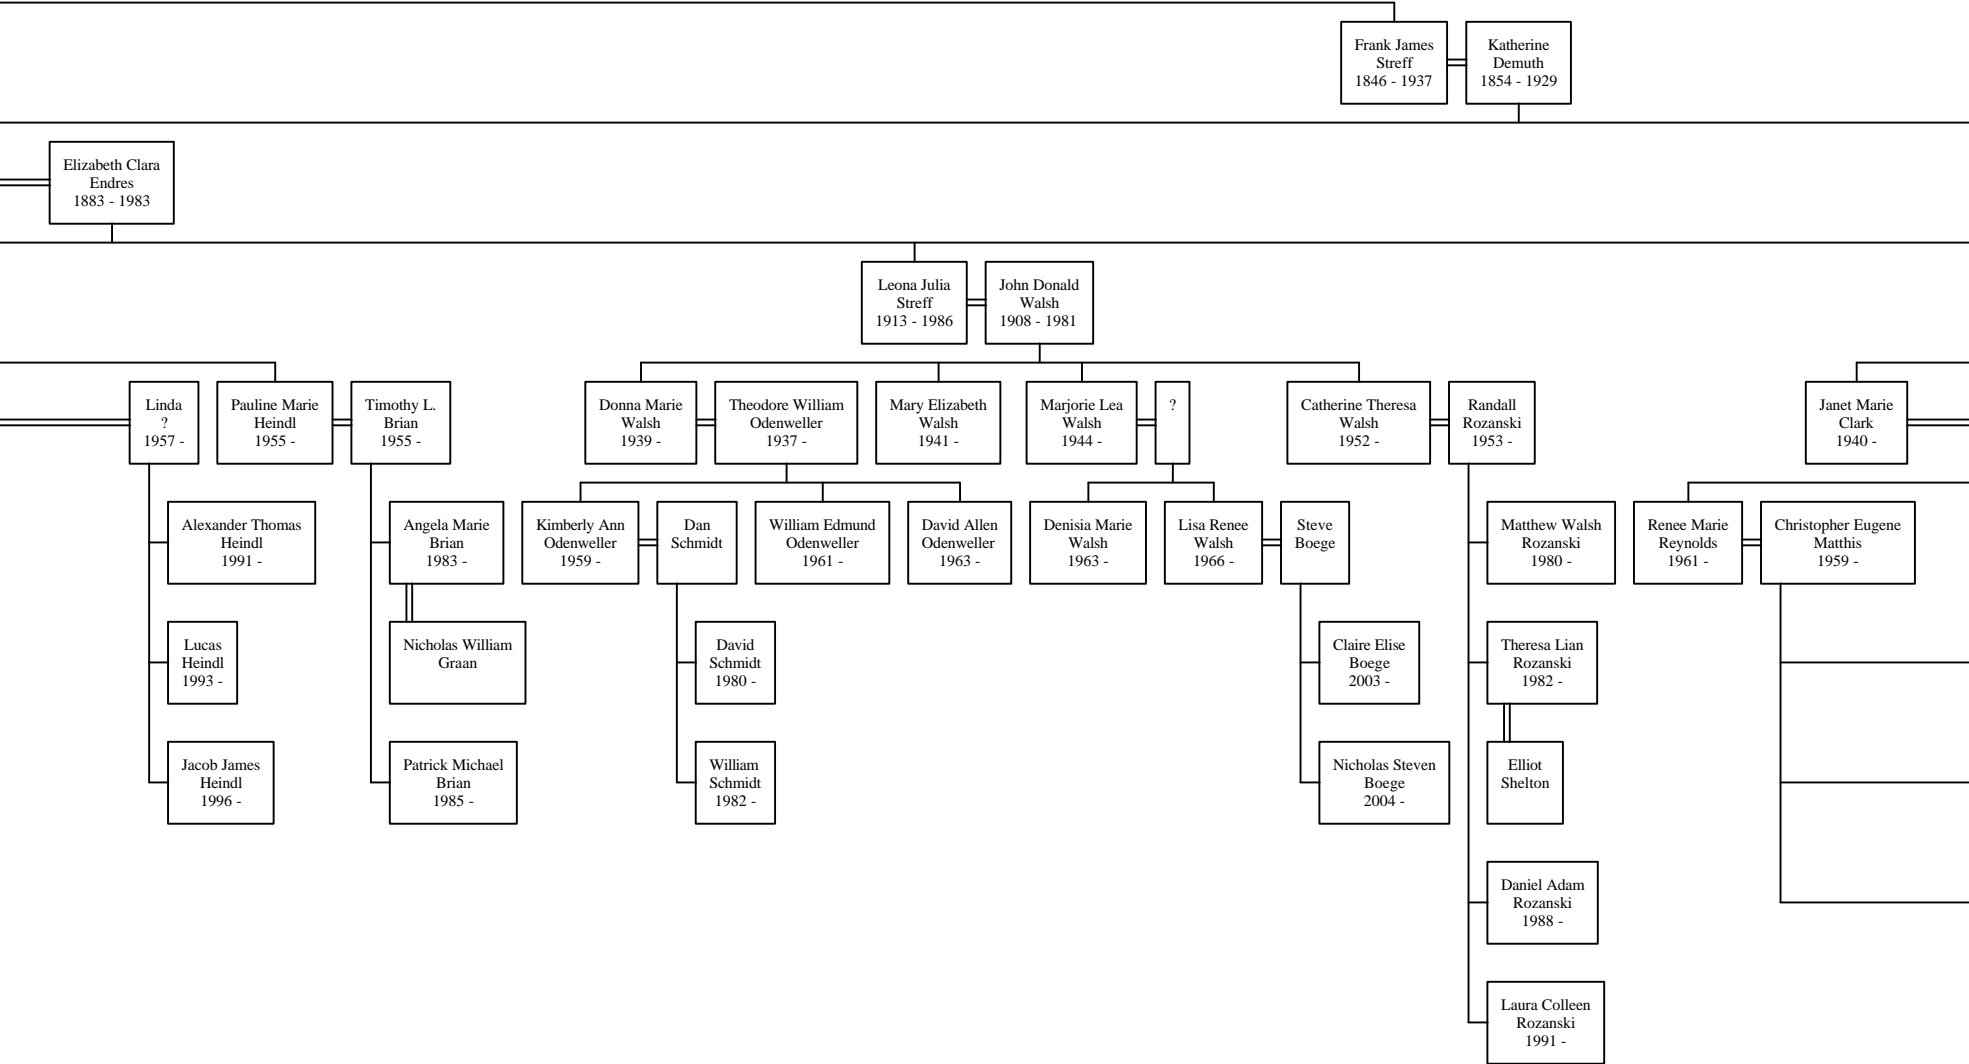 Frank James
Streff
1846 - 1937
Katherine
Demuth
1854 - 1929
Elizabeth Clara
Endres
1883 - 1983
Leona Julia
Streff
1913 - 1986
John Donald
Walsh
1908 - 1981
Linda
?
1957 -
Pauline Marie
Heindl
1955 -
Timothy L.
Brian
1955 -
Donna Marie
Walsh
1939 -
Theodore William
Odenweller
1937 -
Mary Elizabeth
Walsh
1941 -
Marjorie Lea
Walsh
1944 -
?
Catherine Theresa
Walsh
1952 -
Randall
Rozanski
1953 -
Janet Marie
Clark
1940 -
Alexander Thomas
Heindl
1991 -
Angela Marie
Brian
1983 -
Kimberly Ann
Odenweller
1959 -
Dan
Schmidt
William Edmund
Odenweller
1961 -
David Allen
Odenweller
1963 -
Denisia Marie
Walsh
1963 -
Lisa Renee
Walsh
1966 -
Steve
Boege
Matthew Walsh
Rozanski
1980 -
Renee Marie
Reynolds
1961 -
Christopher Eugene
Matthis
1959 -
Lucas
Heindl
1993 -
Nicholas William
Graan
David
Schmidt
1980 -
Claire Elise
Boege
2003 -
Theresa Lian
Rozanski
1982 -
Jacob James
Heindl
1996 -
Patrick Michael
Brian
1985 -
William
Schmidt
1982 -
Nicholas Steven
Boege
2004 -
Elliot
Shelton
Daniel Adam
Rozanski
1988 -
Laura Colleen
Rozanski
1991 -